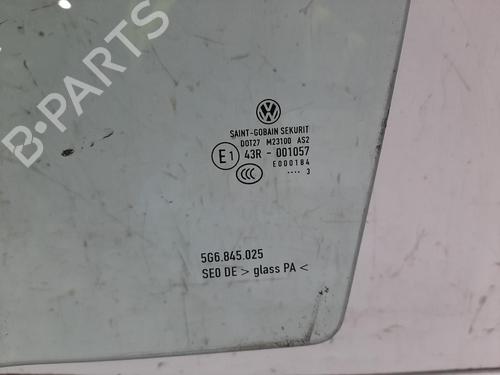 B-PARTS
SAINT-GOBAIN SEKURIT
DOT27 M23100 AS2
E1 43R - 001057
E000184
CCC .... 3
5G6.845.025
SEO DE > glass PA <